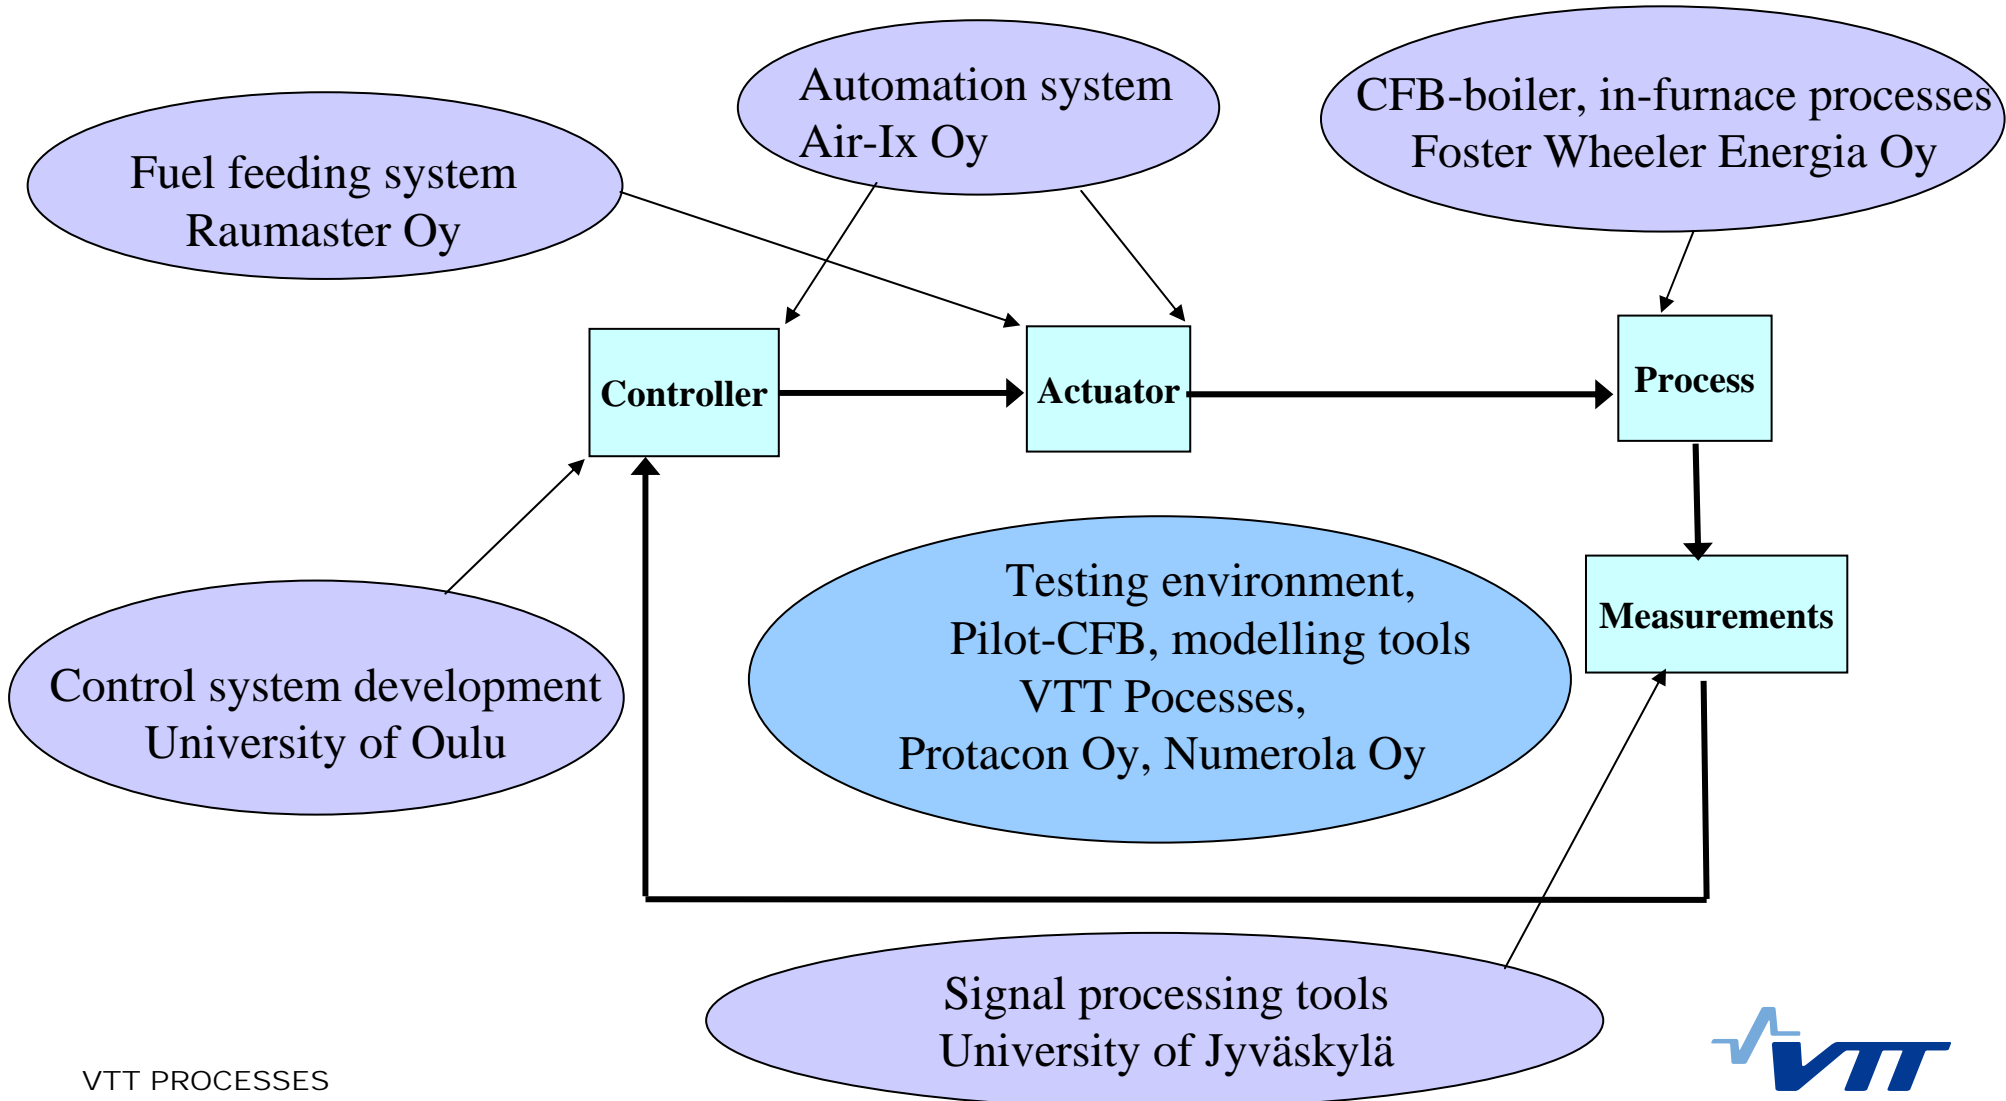 Automation system
Air-Ix Oy
CFB-boiler, in-furnace processes
Foster Wheeler Energia Oy
Fuel feeding system
Raumaster Oy
Controller
Actuator
Process
Testing environment,
Pilot-CFB, modelling tools
VTT Pocesses,
Protacon Oy, Numerola Oy
Measurements
Control system development
University of Oulu
Signal processing tools
University of Jyväskylä
VTT PROCESSES
VTT